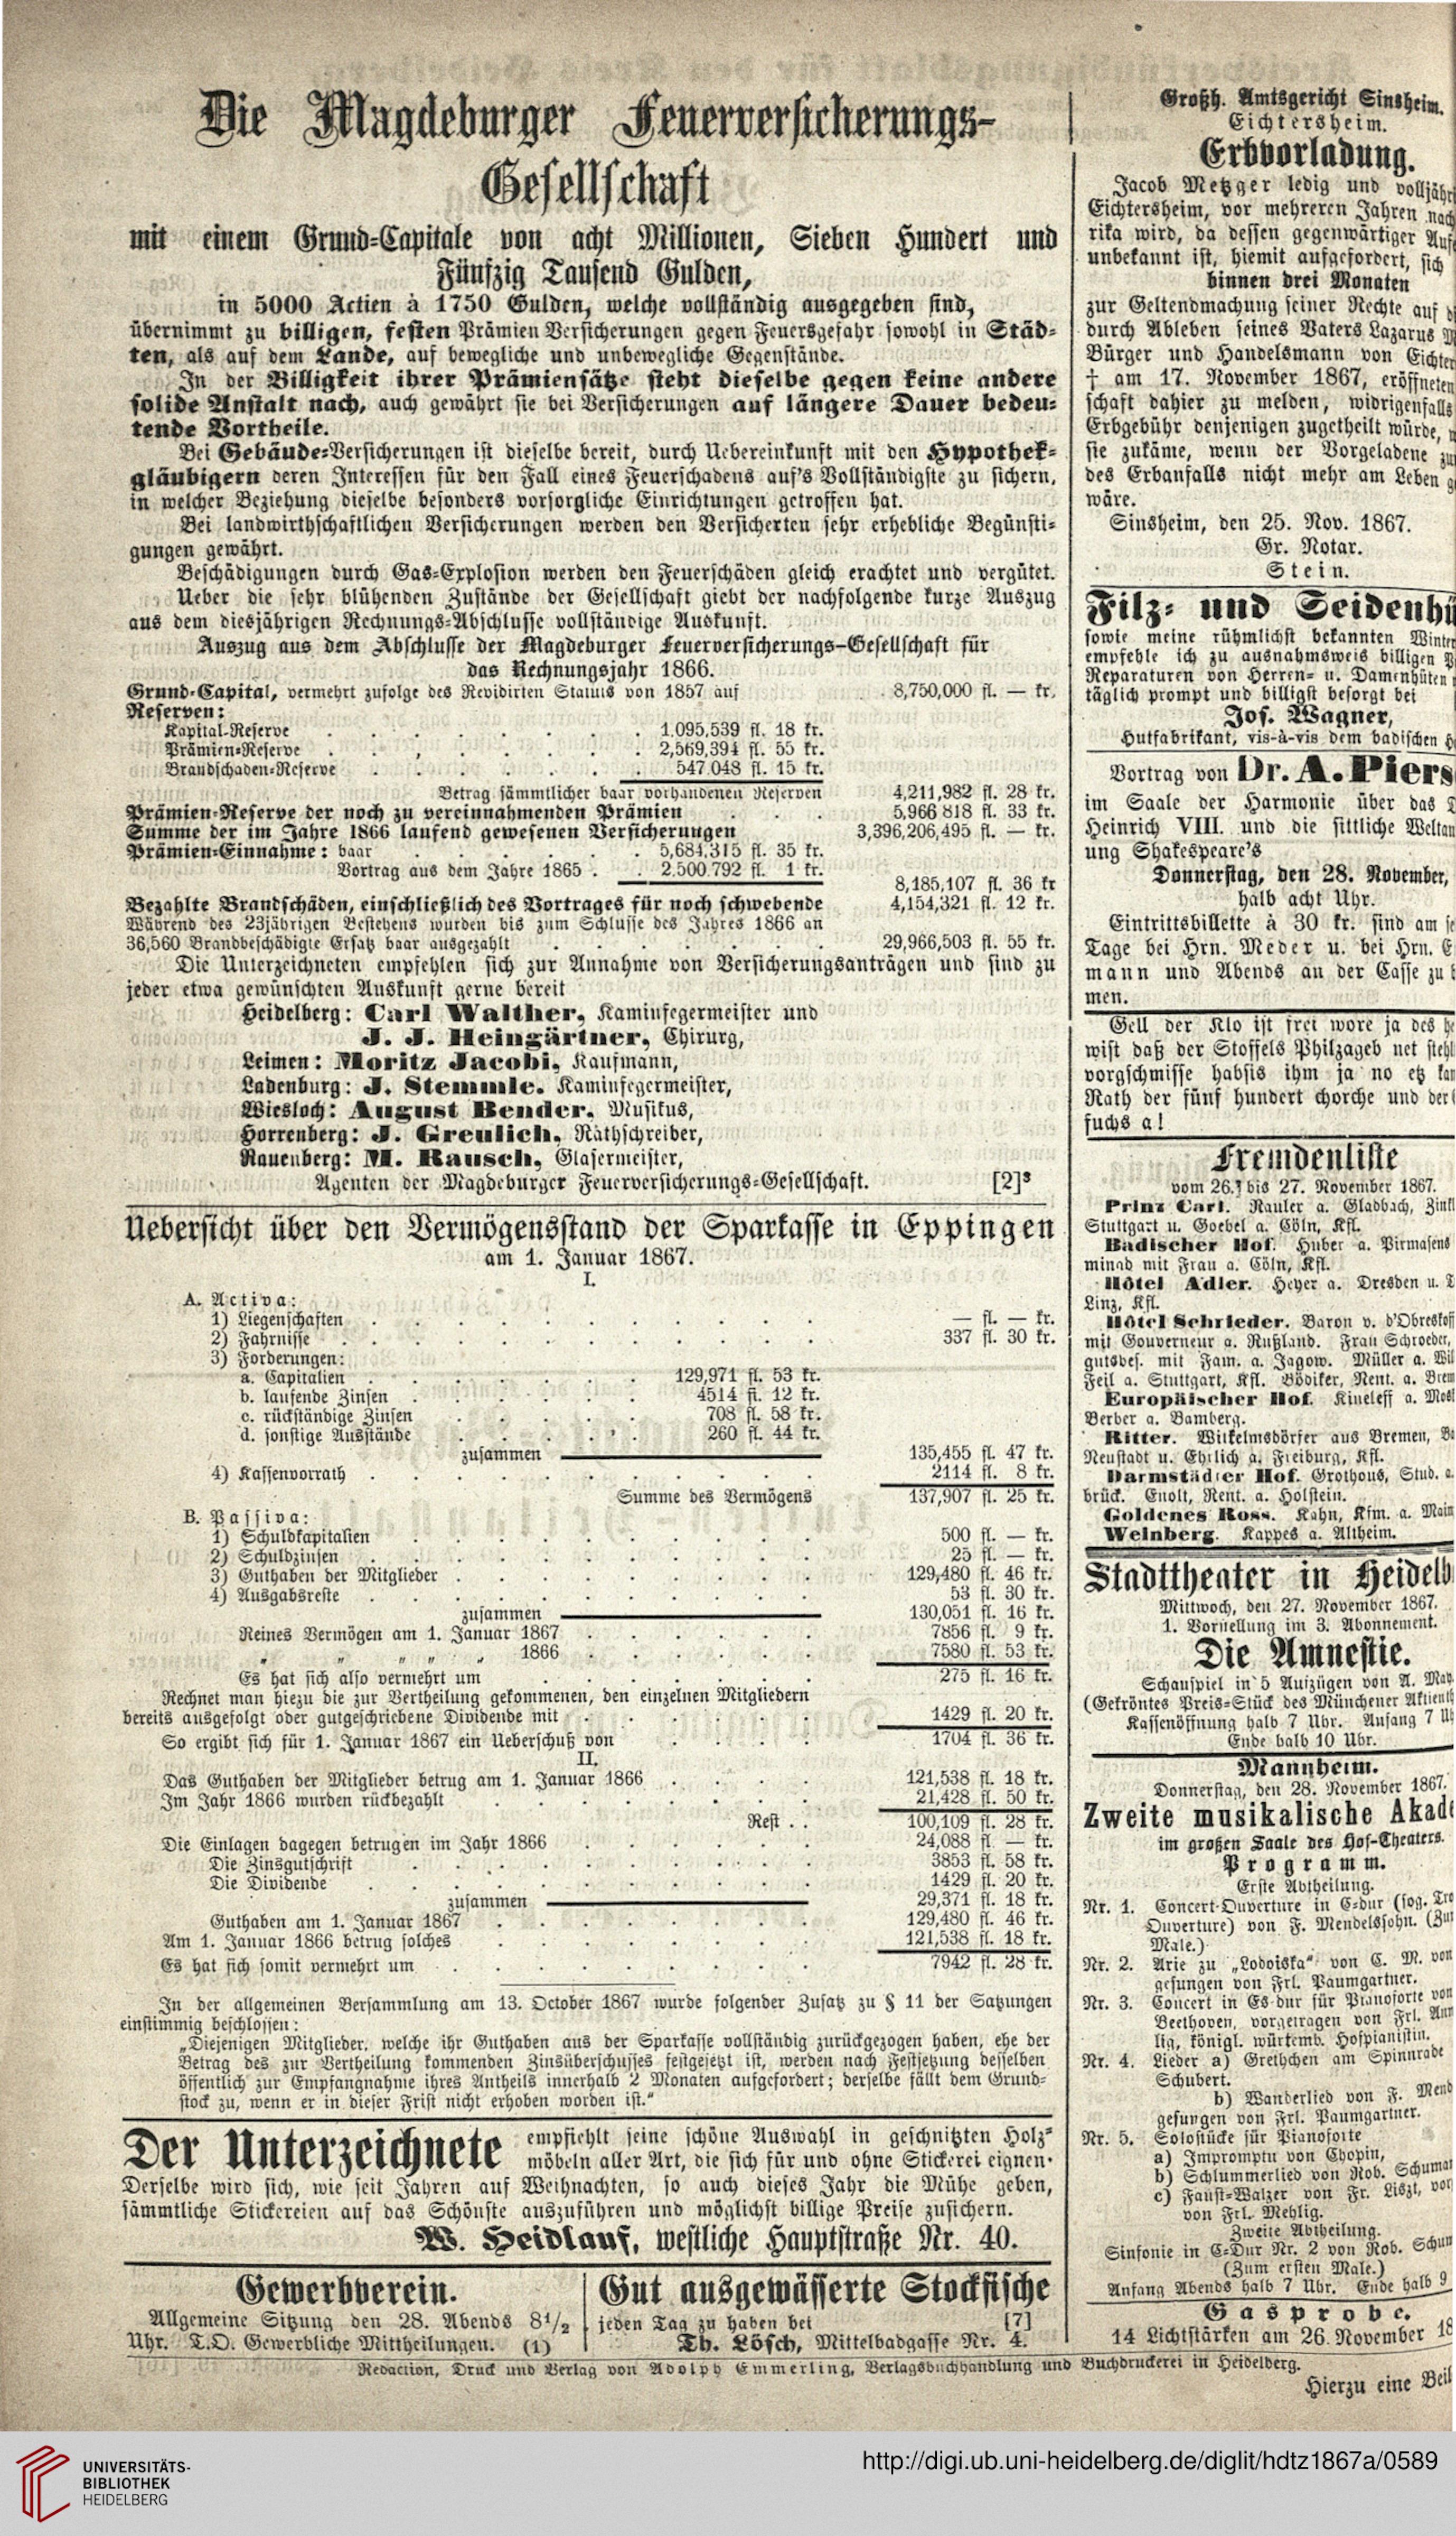 Die Magdeburger Feuerversicherungs-
Gesellschaft
mit einem Grund-Capitale von acht Millionen, Sieben Hundert und
Fünfzig Tausend Gulden,
in 5000 Actien à 1750 Gulden, welche vollständig ausgegeben sind,
übernimmt zu billigen, festen Prämien Versicherungen gegen Feuersgefahr sowohl in Städ-
ten, als auf dem Lande, auf bewegliche und unbewegliche Gegenstände.
In der Billigkeit ihrer Prämiensätze steht dieselbe gegen keine andere
solide Anstalt nach, auch gewährt sie bei Versicherungen auf längere Dauer bedeu-
tende Vortheile.
Bei Gebäude-Versicherungen ist dieselbe bereit, durch Uebereinkunft mit den Hypothek-
gläubigern deren Interessen für den Fall eines Feuerschadens auf's Vollständigste zu sichern,
in welcher Beziehung dieselbe besonders vorsorgliche Einrichtungen getroffen hat.
Bei landwirthschaftlichen Versicherungen werden den Versicherten sehr erhebliche Begünsti-
gungen gewährt.
Beschädigungen durch Gas-Explosion werden den Feuerschäden gleich erachtet und vergütet.
Ueber die sehr blühenden Zustände der Gesellschaft giebt der nachfolgende kurze Auszug
aus dem diesjährigen Rechnungs-Abschlusse vollständige Auskunft.
Auszug aus dem Abschlusse der Magdeburger Feuerversicherungs-Gesellschaft für
das Rechnungsjahr 1866.
Grund-Capital, vermehrt zufolge des Revidirten Statuts von 1857 auf . 8,750,000 fl. — kr.
Reserven:
Kapital-Reserve . . . . . . . . 1,095,539 fl. 18 kr.
Prämien-Reserve . . . . . . . . 2,569,394 fl. 55 kr.
Brandschaden-Reserve . . . . . . . 547,048 fl. 15 kr.
Betrag sämmtlicher baar vorhandenen Reserven 4,211,982 fl. 28 kr.
Prämien-Reserve der noch zu vereinnahmenden Prämien . . . 5,966 818 fl. 33 kr.
Summe der im Jahre 1866 laufend gewesenen Versicherungen 3,396,206,495 fl. — kr.
Prämien-Einnahme: baar . . . . . . 5,684,315 fl. 35 kr.
Vortrag aus dem Jahre 1865 . . 2,500,792 fl. 1 kr.
8,185,107 fl. 36 kr
Bezahlte Brandschäden, einschließlich des Vortrages für noch schwebende 4,154,321 fl. 12 kr.
Während des 23jährigen Bestehens wurden bis zum Schlusse des Jahres 1866 an
36,560 Brandbeschädigte Ersatz baar ausgezahlt . . . . . . . 29,966,503 fl. 55 kr.
Die Unterzeichneten empfehlen sich zur Annahme von Versicherungsanträgen und sind zu
jeder etwa gewünschten Auskunft gerne bereit
Heidelberg: Carl Walther, Kaminfegermeister und
J. J. Heingärtner, Chirurg,
Leimen: Moritz Jacobi, Kaufmann,
Ladenburg: J. Stemmle, Kaminfegermeister,
Wiesloch: August Bender, Musikus,
Horrenberg: J. Greulich, Rathschreiber,
Rauenberg: M. Rausch, Glasermeister,
Agenten der Magdeburger Feuerversicherungs-Gesellschaft. [2]³
Uebersicht über den Vermögensstand der Sparkasse in Eppingen
am 1. Januar 1867.
I.
A. Activa:
1) Liegenschaften . . . . . . . . . . — fl. — kr.
2) Fahrnisse . . . . . . . . . . . 337 fl. 30 kr.
3) Forderungen:
a. Capitalien . . . . . . . 129,971 fl. 53 kr.
b. laufende Zinsen . . . . . . 4514 fl. 12 kr.
c. rückständige Zinsen . . . . . 708 fl. 58 kr.
d. sonstige Ausstände . . . . . 260 fl. 44 kr.
zusammen 135,455 fl. 47 kr.
4) Kassenvorrath . . . . . . . . . . . 2114 fl. 8 kr.
Summe des Vermögens 137,907 fl. 25 kr.
B. Passiva:
1) Schuldkapitalien . . . . . . . . . . 500 fl. — kr.
2) Schuldzinsen . . . . . . . . . . . 25 fl. — kr.
3) Guthaben der Mitglieder . . . . . . . . . 129,480 fl. 46 kr.
4) Ausgabsreste . . . . . . . . . . . 53 fl. 30 kr.
zusammen 130,051 fl. 16 kr.
Reines Vermögen am 1. Januar 1867 . . . . . . 7856 fl. 9 kr.
„ „ „ „ „ 1866 . . . . . . 7580 fl. 53 kr.
Es hat sich also vermehrt um . . . . . . . 275 fl. 16 kr.
Rechnet man hiezu die zur Vertheilung gekommenen, den einzelnen Mitgliedern
bereits ausgefolgt oder gutgeschriebene Dividende mit . . . . . . 1429 fl. 20 kr.
So ergibt sich für 1. Januar 1867 ein Ueberschuß von . . . . 1704 fl. 36 kr.
II.
Das Guthaben der Mitglieder betrug am 1. Januar 1866 . . . . 121,538 fl. 18 kr.
Im Jahr 1866 wurden rückbezahlt . . . . . . . . 21,428 fl. 50 kr.
Rest . . 100,109 fl. 28 kr.
Die Einlagen dagegen betrugen im Jahr 1866 . . . . . . 24,088 fl. — kr.
Die Zinsgutschrift . . . . . . . . . . 3853 fl. 58 kr.
Die Dividende . . . . . . . . . . . 1429 fl. 20 kr.
zusammen 29,371 fl. 18 kr.
Guthaben am 1. Januar 1867 . . . . . . . . 129,480 fl. 46 kr.
Am 1. Januar 1866 betrug solches . . . . . . . . 121,538 fl. 18 kr.
Es hat sich somit vermehrt um . . . . . . . . . 7942 fl. 28 kr.
In der allgemeinen Versammlung am 13. October 1867 wurde folgender Zusatz zu § 11 der Satzungen
einstimmig beschlossen:
„Diejenigen Mitglieder, welche ihr Guthaben aus der Sparkasse vollständig zurückgezogen haben, ehe der
Betrag des zur Vertheilung kommenden Zinsüberschusses festgesetzt ist, werden nach Festsetzung desselben
öffentlich zur Empfangnahme ihres Antheils innerhalb 2 Monaten aufgefordert; derselbe fällt dem Grund-
stock zu, wenn er in dieser Frist nicht erhoben worden ist.“
Der Unterzeichnete empfiehlt seine schöne Auswahl in geschnitzten Holz-
möbeln aller Art, die sich für und ohne Stickerei eignen.
Derselbe wird sich, wie seit Jahren auf Weihnachten, so auch dieses Jahr die Mühe geben,
sämmtliche Stickereien auf das Schönste auszuführen und möglichst billige Preise zusichern.
W. Heidlauf, westliche Hauptstraße Nr. 40.
Gewerbverein.
Allgemeine Sitzung den 28. Abends 8¹/₂
Uhr. T.O. Gewerbliche Mittheilungen. (1)
Gut ausgewässerte Stockfische
jeden Tag zu haben bei [7]
Th. Lösch, Mittelbadgasse Nr. 4.
Großh. Amtsgericht Sinsheim.
Eichtersheim.
Erbvorladung.
Jacob Metzger ledig und
Eichtersheim, vor mehreren Jahren
rika wird, da dessen gegenwärtiger
unbekannt ist, hiemit aufgefordert, sich
binnen drei Monaten
zur Geltendmachung seiner Rechte auf
durch Ableben seines Vaters Lazarus
Bürger und Handelsmann von
† am 17. November 1867, eröffneten
schaft dahier zu melden, widrigenfalls
Erbgebühr denjenigen zugetheilt würde,
sie zukäme, wenn der Vorgeladene
des Erbanfalls nicht mehr am Leben
wäre.
Sinsheim, den 25. Nov. 1867.
Gr. Notar.
Stein.
Filz- und
sowie meine rühmlichst bekannten
empfehle ich zu ausnahmsweis billigen
Reparaturen von Herren- u. Damenhüten
täglich prompt und billigst besorgt bei
Jos. Wagner,
Hutfabrikant, vis-à-vis dem badischen
Vortrag von Dr. A. Piers
im Saale der Harmonie über das
Heinrich VIII. und die sittliche
ung Shakespeare's
Donnerstag, den 28. November,
halb acht Uhr.
Eintrittsbillette à 30 kr. sind am
Tage bei Hrn. Meder u. bei Hrn.
mann und Abends an der Casse zu
men.
Gell der Klo ist frei wore ja des
wist daß der Stoffels Philzageb net
vorgschmisse habsis ihm ja no etz
Rath der fünf hundert chorche und
fuchs a!
Fremdenliste
vom 26. bis 27. November 1867.
Prinz Carl. Rauler a. Gladbach,
Stuttgart u. Goebel a. Cöln, Kfl.
Badischer Hof. Huber a. Pirmasens
minad mit Frau a. Cöln, Kfl.
Hôtel Adler. Heyer a. Dresden u.
Linz, Kfl.
Hôtel Schrieder. Baron v.
mit Gouverneur a. Rußland. Frau Schroeder,
gutsbes. mit Fam. a. Jagow. Müller a.
Feil a. Stuttgart, Kfl. Bödiker, Rent. a.
Europäischer Hof. Kineleff a.
Berber a. Bamberg.
Ritter. Wilkelmsdörfer aus Bremen,
Neustadt u. Ehrlich a. Freiburg, Kfl.
Darmstädter Hof. Grothous, Stud.
brück. Enolt, Rent. a. Holstein.
Goldenes Ross. Kahn, Kfm. a.
Weinberg. Kappes a. Altheim.
Stadttheater in
Mittwoch, den 27. November 1867.
1. Vorstellung im 3. Abonnement.
Die Amnestie.
Schauspiel in 5 Aufzügen von A.
(Gekröntes Preis-Stück des Münchener
Kassenöffnung halb 7 Uhr. Anfang 7
Ende halb 10 Uhr.
Mannheim.
Donnerstag, den 28. November 1867.
Zweite musikalische
im großen Saale des Hof-Theaters.
Programm.
Erste Abtheilung.
Nr. 1. Concert-Ouverture in C-dur (sog.
Ouverture) von F. Mendelssohn.
Male.)
Nr. 2. Arie zu „Lodoiska“ von C. M. von
gesungen von Frl. Paumgartner.
Nr. 3. Concert in Es-dur für Pianoforte von
Beethoven, vorgetragen von Frl.
lig, königl. würtemb. Hofpianistin.
Nr. 4. Lieder a) Grethchen am Spinnrade
Schubert.
b) Wanderlied von F.
gesungen von Frl. Paumgartner.
Nr. 5. Solostücke für Pianoforte
a) Impromptu von Chopin,
b) Schlummerlied von Rob.
c) Faust-Walzer von Fr. Liszt,
von Frl. Mehlig.
Zweite Abtheilung.
Sinfonie in C-Dur Nr. 2 von Rob.
(Zum ersten Male.)
Anfang Abends halb 7 Uhr. Ende halb 9
Gasprobe.
14 Lichtstärken am 26. November
Redaction, Druck und Verlag von Adolph Emmerling, Verlagsbuchhandlung und Buchdruckerei in Heidelberg.
Hierzu eine
UNIVERSITÄTS-
BIBLIOTHEK
HEIDELBERG
http://digi.ub.uni-heidelberg.de/diglit/hdtz1867a/0589